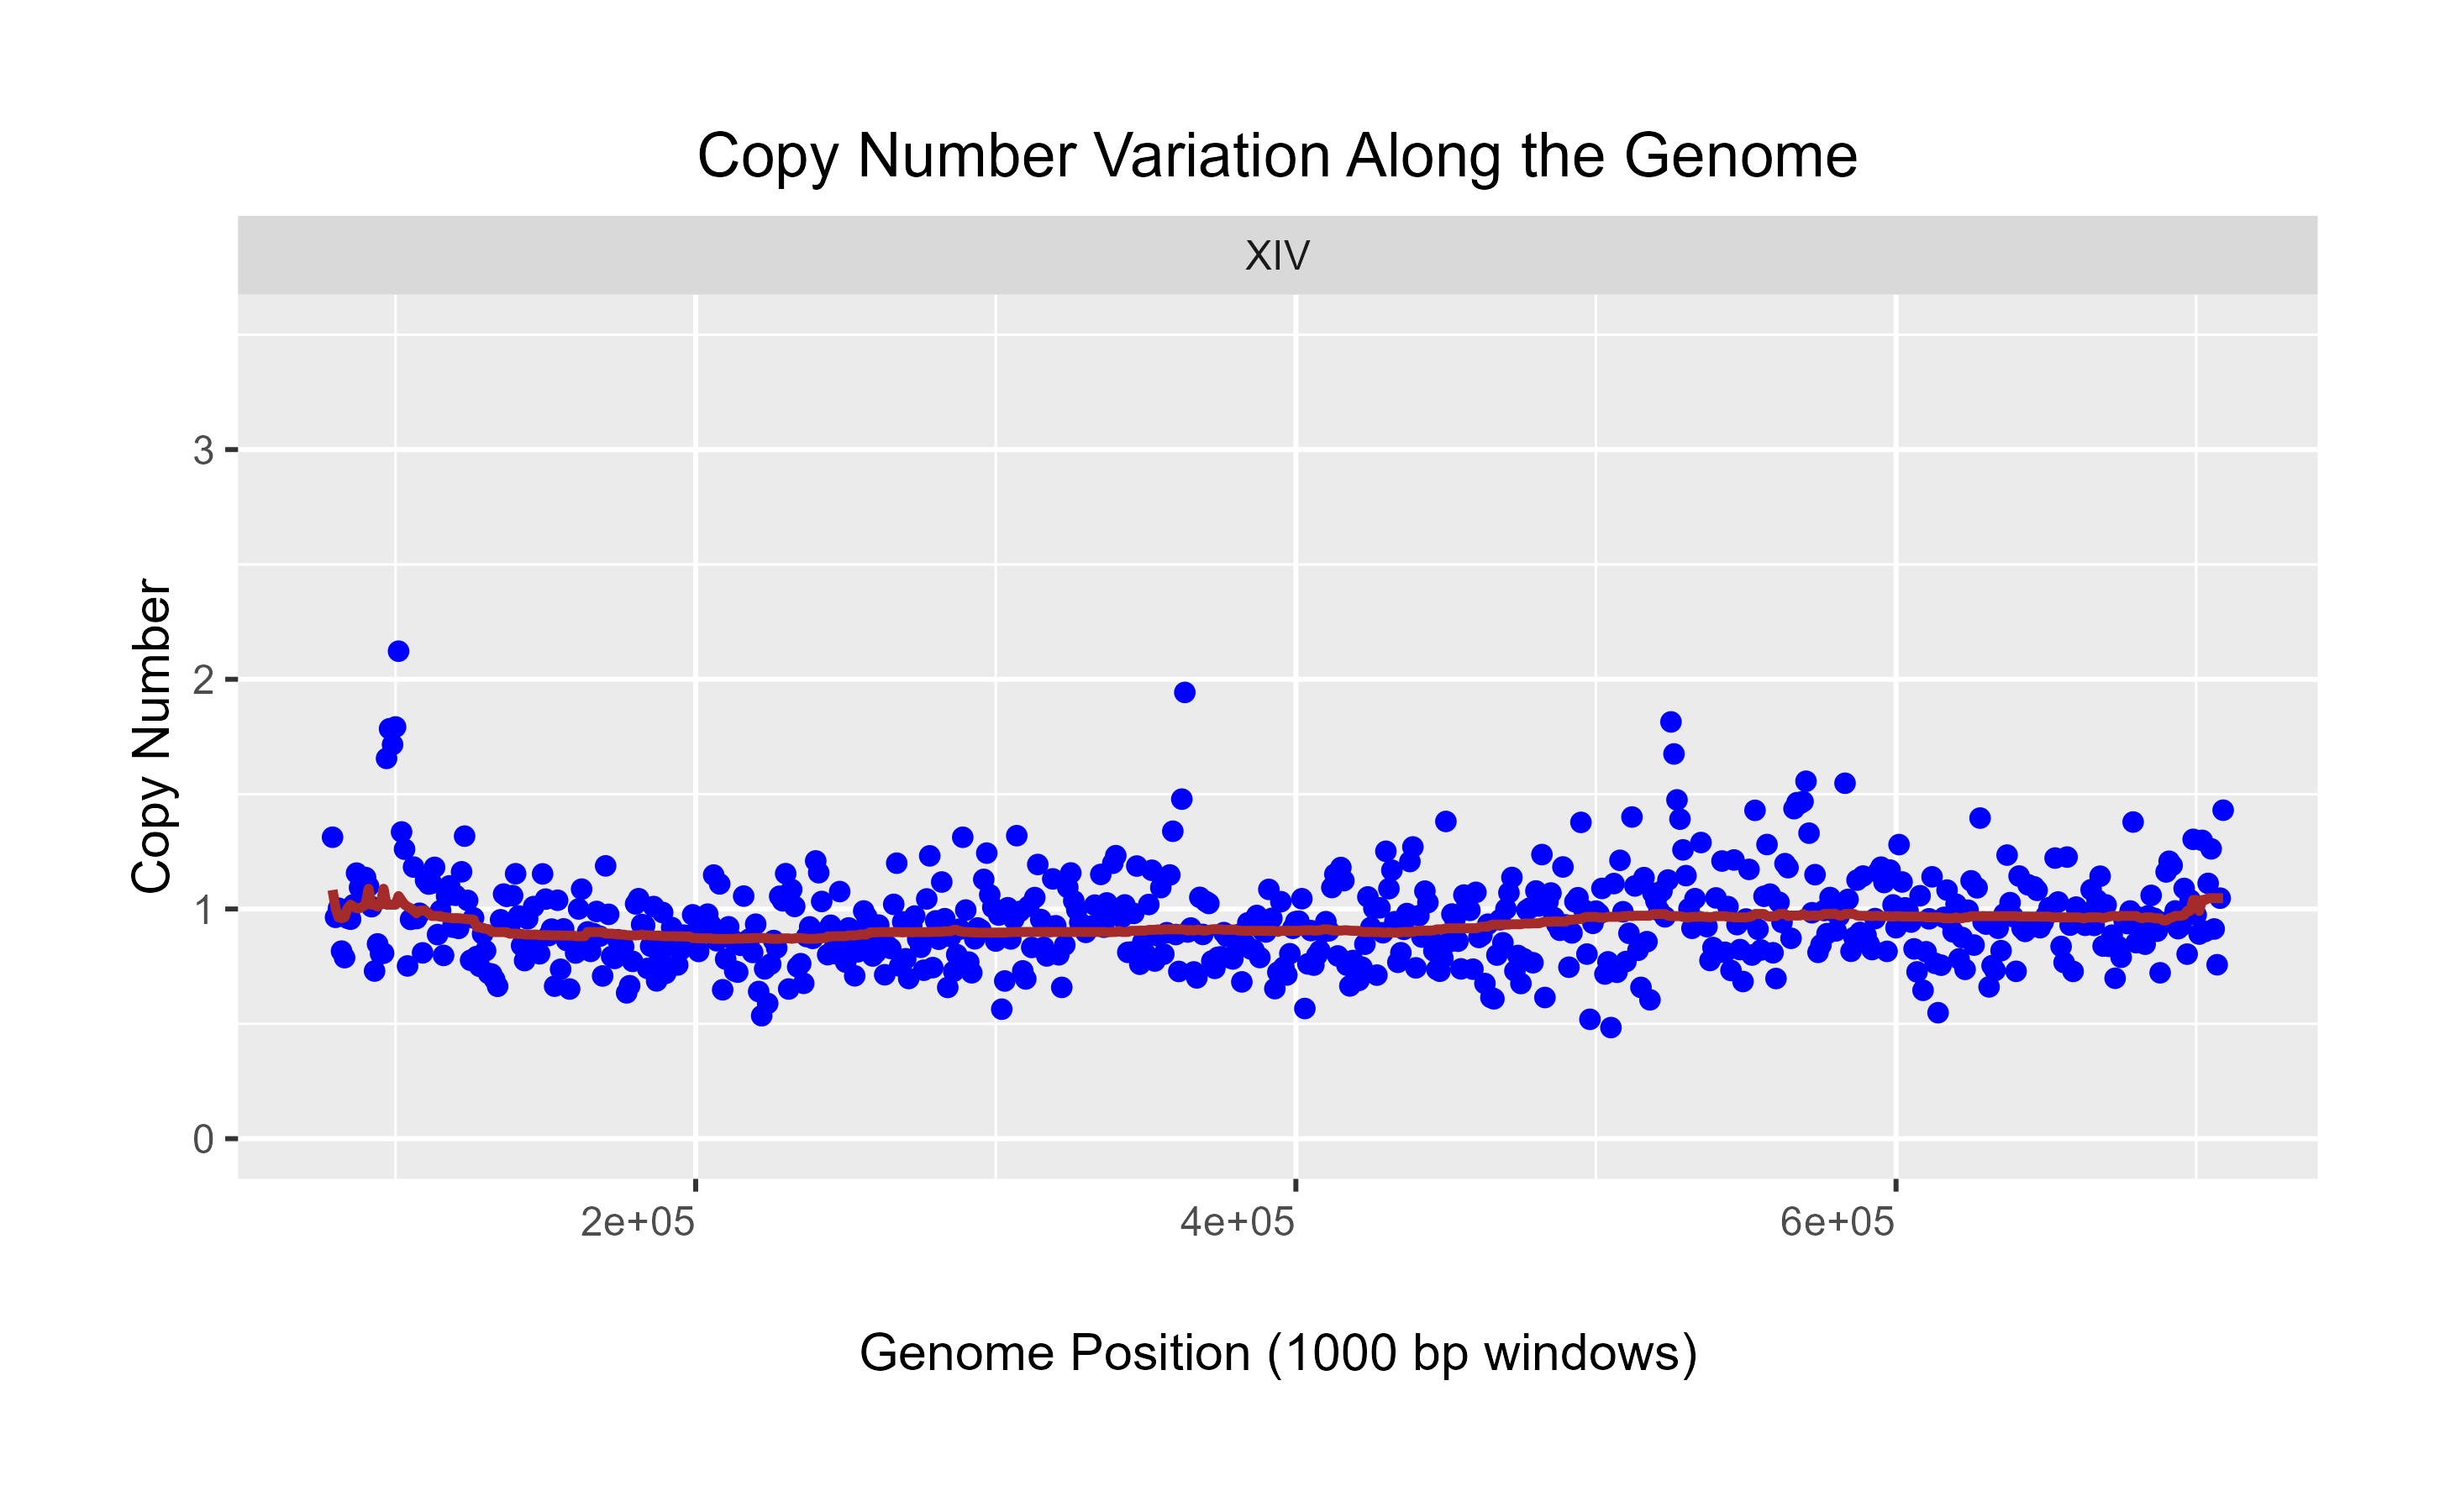 Copy Number Variation Along the Genome
XIV
Copy Number
3
2
1
0
2e+05 4e+05 6e+05
Genome Position (1000 bp windows)